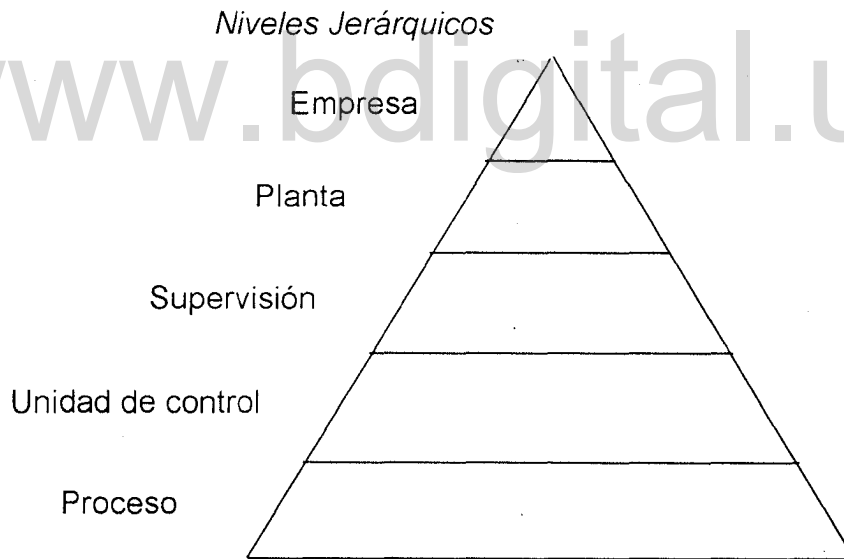 Niveles Jerárquicos
www.bdigital.u
Empresa
Planta
Supervisión
Unidad de control
Proceso